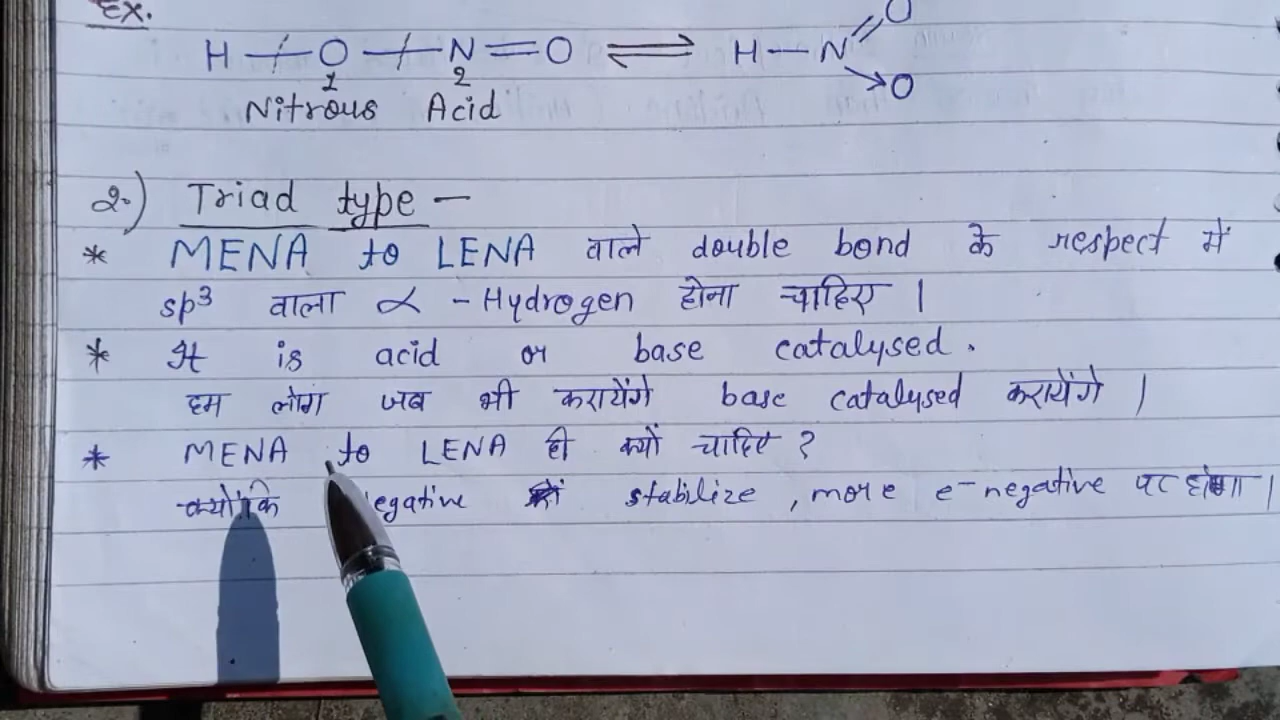 Ex.
O
H — O — N = O ⇌ H — N
O
1 2
Nitrous Acid
2.) Triad type —
* MENA to LENA वाले double bond के respect में
sp³ वाला α - Hydrogen होना चाहिए ।
* It is acid or base catalysed.
हम लोग जब भी करायेंगे base catalysed करायेंगे ।
* MENA to LENA ही क्यों चाहिए ?
क्योंकि egative stabilize , more e⁻negative पर होगा ।